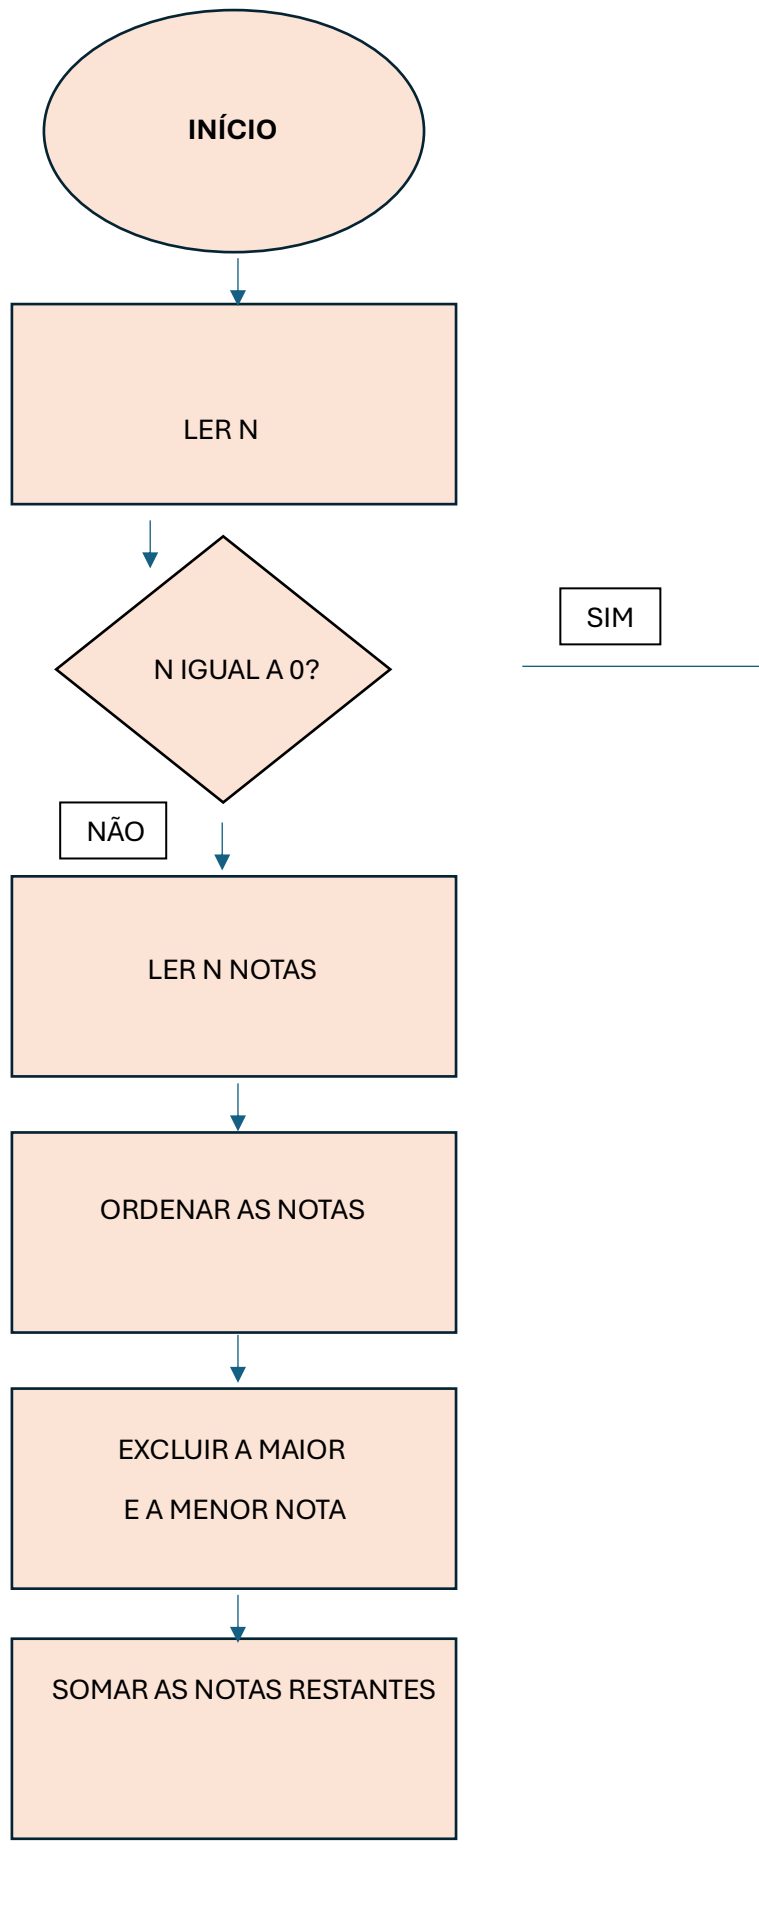 INÍCIO
LER N
SIM
N IGUAL A 0?
NÃO
LER N NOTAS
ORDENAR AS NOTAS
EXCLUIR A MAIOR
E A MENOR NOTA
SOMAR AS NOTAS RESTANTES